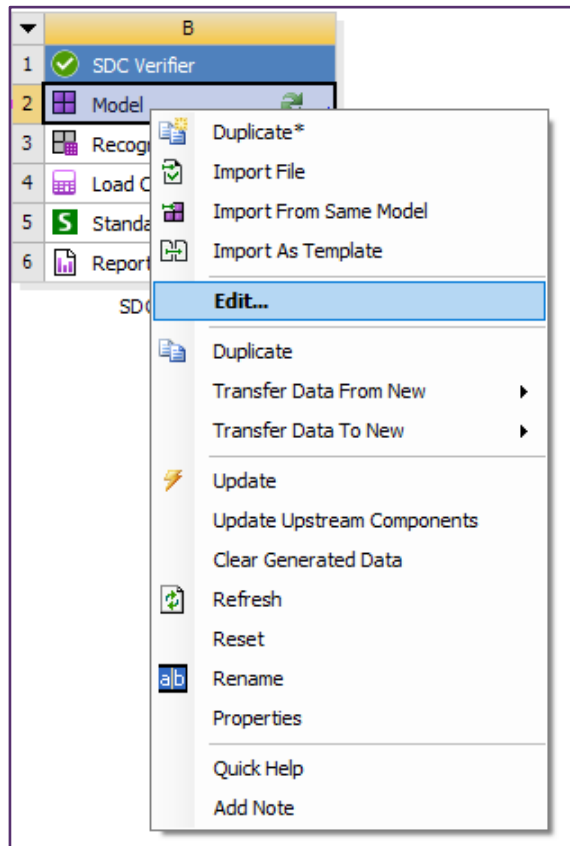 B
1 SDC Verifier
2 Model
3 Recog
4 Load C
5 S Standa
6 Report
SDC
Duplicate*
Import File
Import From Same Model
Import As Template
Edit...
Duplicate
Transfer Data From New
Transfer Data To New
Update
Update Upstream Components
Clear Generated Data
Refresh
Reset
a|b Rename
Properties
Quick Help
Add Note